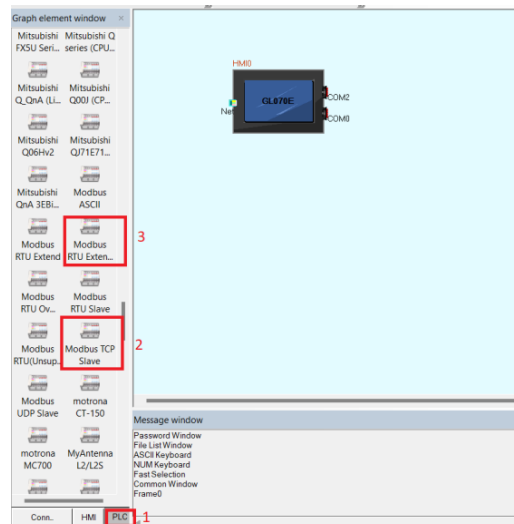 Graph element window ×
Mitsubishi Mitsubishi Q
FX5U Seri... series (CPU...
Mitsubishi Mitsubishi
Q_QnA (Li... Q00J (CP...
Mitsubishi Mitsubishi
Q06Hv2 QJ71E71...
Mitsubishi Modbus
QnA 3EBi... ASCII
Modbus Modbus
RTU Extend RTU Exten...
Modbus Modbus
RTU Ov... RTU Slave
Modbus Modbus TCP
RTU(Unsup... Slave
Modbus motrona
UDP Slave CT-150
motrona MyAntenna
MC700 L2/L2S
Conn.. HMI PLC
1
2
3
HMI0
GL070E
COM2
COM0
Net
Message window
Password Window
File List Window
ASCII Keyboard
NUM Keyboard
Fast Selection
Common Window
Frame0